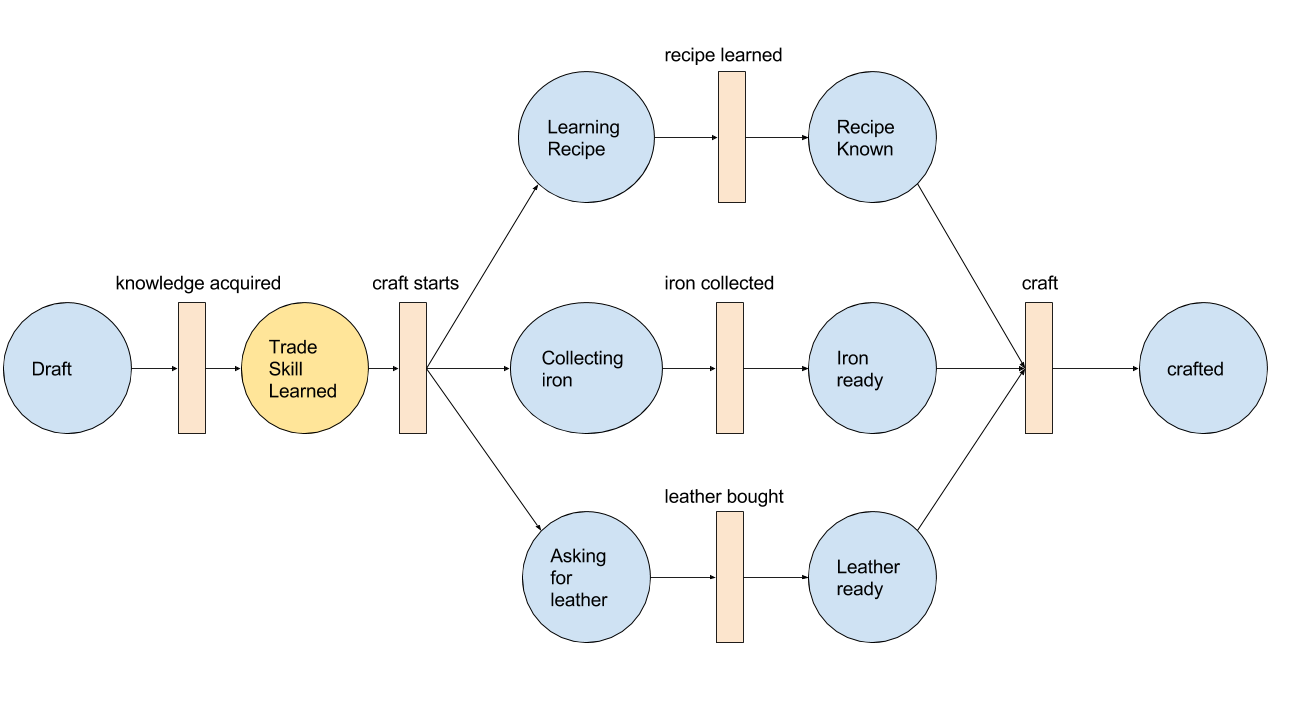 recipe learned
Learning
Recipe
Recipe
Known
knowledge acquired
craft starts
iron collected
craft
Draft
Trade
Skill
Learned
Collecting
iron
Iron
ready
crafted
leather bought
Asking
for
leather
Leather
ready